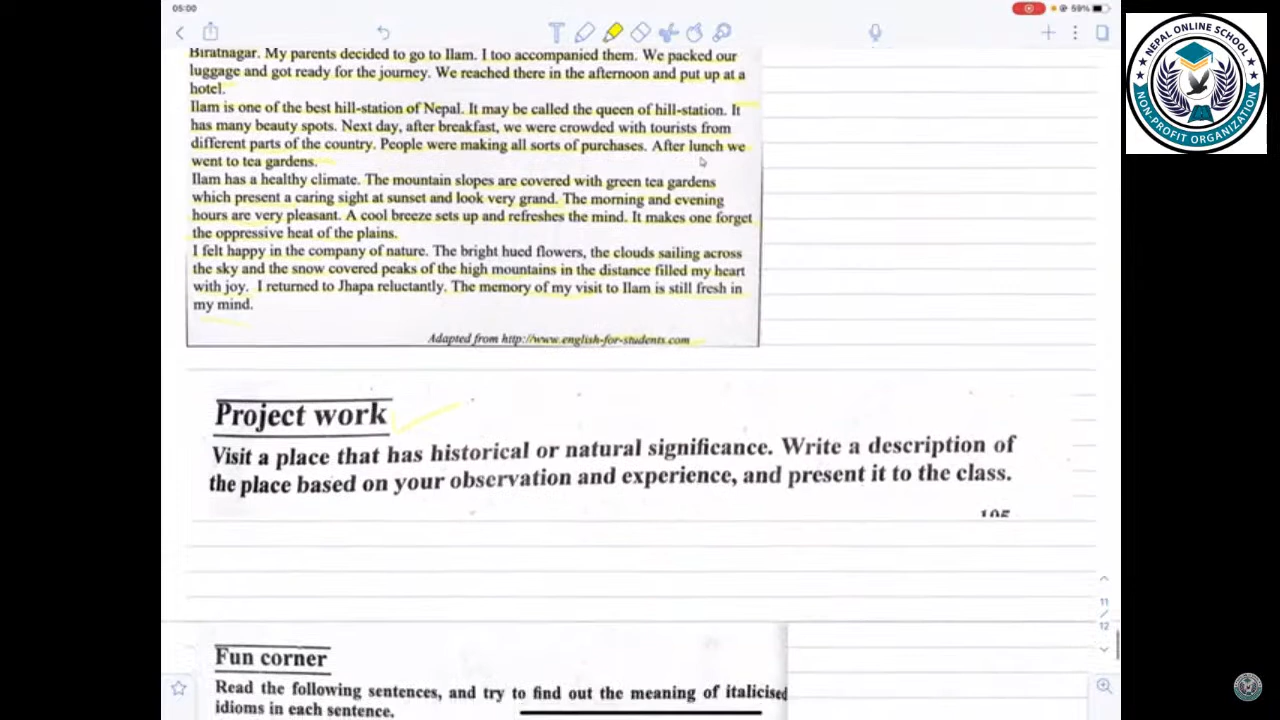 05:00
59%
NEPAL ONLINE SCHOOL
NON-PROFIT ORGANIZATION
Biratnagar. My parents decided to go to Ilam. I too accompanied them. We packed our
luggage and got ready for the journey. We reached there in the afternoon and put up at a
hotel.
Ilam is one of the best hill-station of Nepal. It may be called the queen of hill-station. It
has many beauty spots. Next day, after breakfast, we were crowded with tourists from
different parts of the country. People were making all sorts of purchases. After lunch we
went to tea gardens.
Ilam has a healthy climate. The mountain slopes are covered with green tea gardens
which present a caring sight at sunset and look very grand. The morning and evening
hours are very pleasant. A cool breeze sets up and refreshes the mind. It makes one forget
the oppressive heat of the plains.
I felt happy in the company of nature. The bright hued flowers, the clouds sailing across
the sky and the snow covered peaks of the high mountains in the distance filled my heart
with joy. I returned to Jhapa reluctantly. The memory of my visit to Ilam is still fresh in
my mind.
Adapted from http://www.english-for-students.com
Project work
Visit a place that has historical or natural significance. Write a description of
the place based on your observation and experience, and present it to the class.
105
11
/
12
Fun corner
Read the following sentences, and try to find out the meaning of italicised
idioms in each sentence.